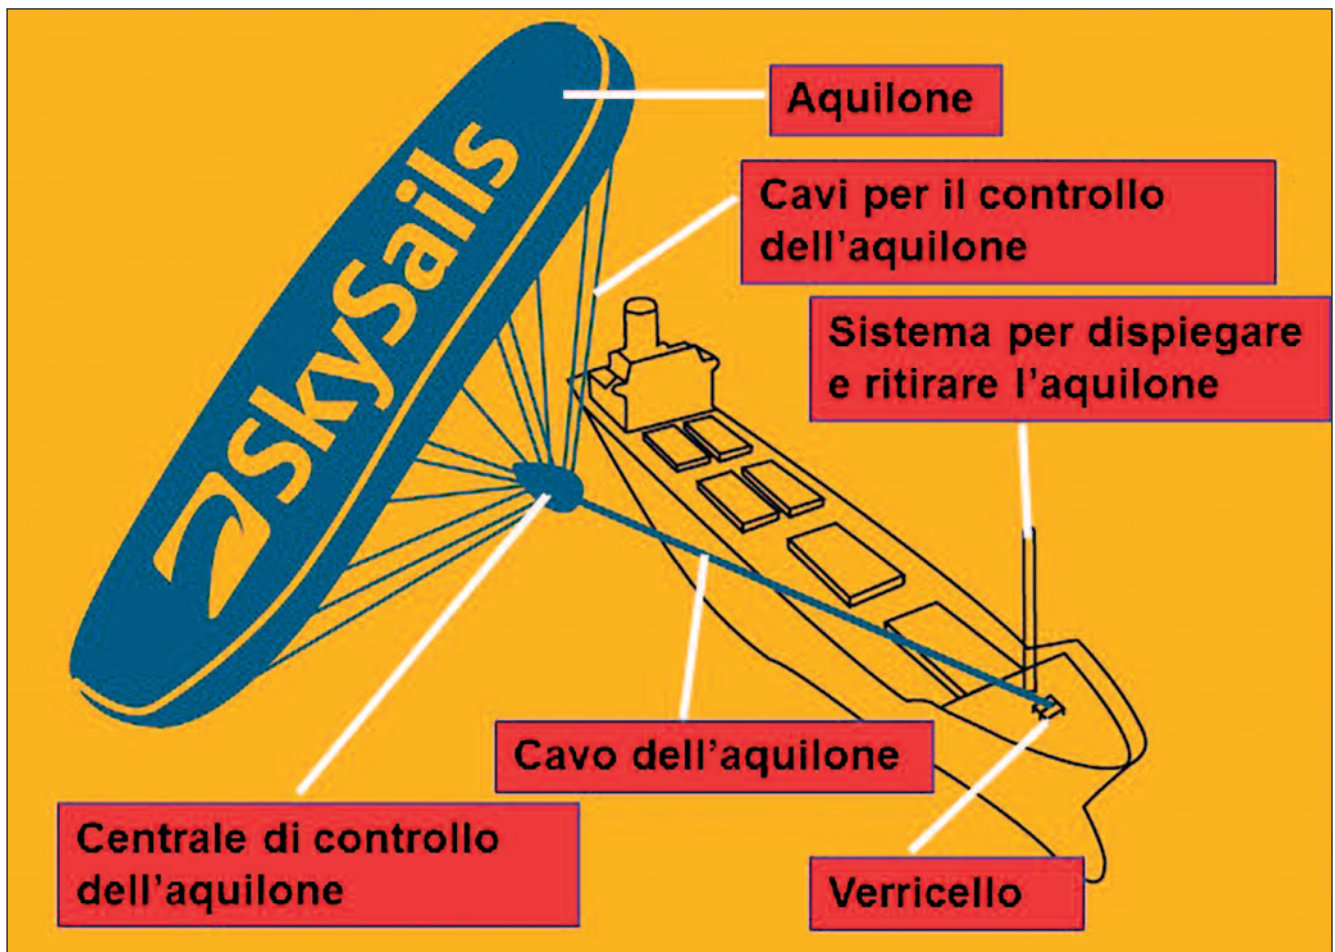 SkySails
Aquilone
Cavi per il controllo
dell'aquilone
Sistema per dispiegare
e ritirare l'aquilone
Cavo dell'aquilone
Centrale di controllo
dell'aquilone
Verricello